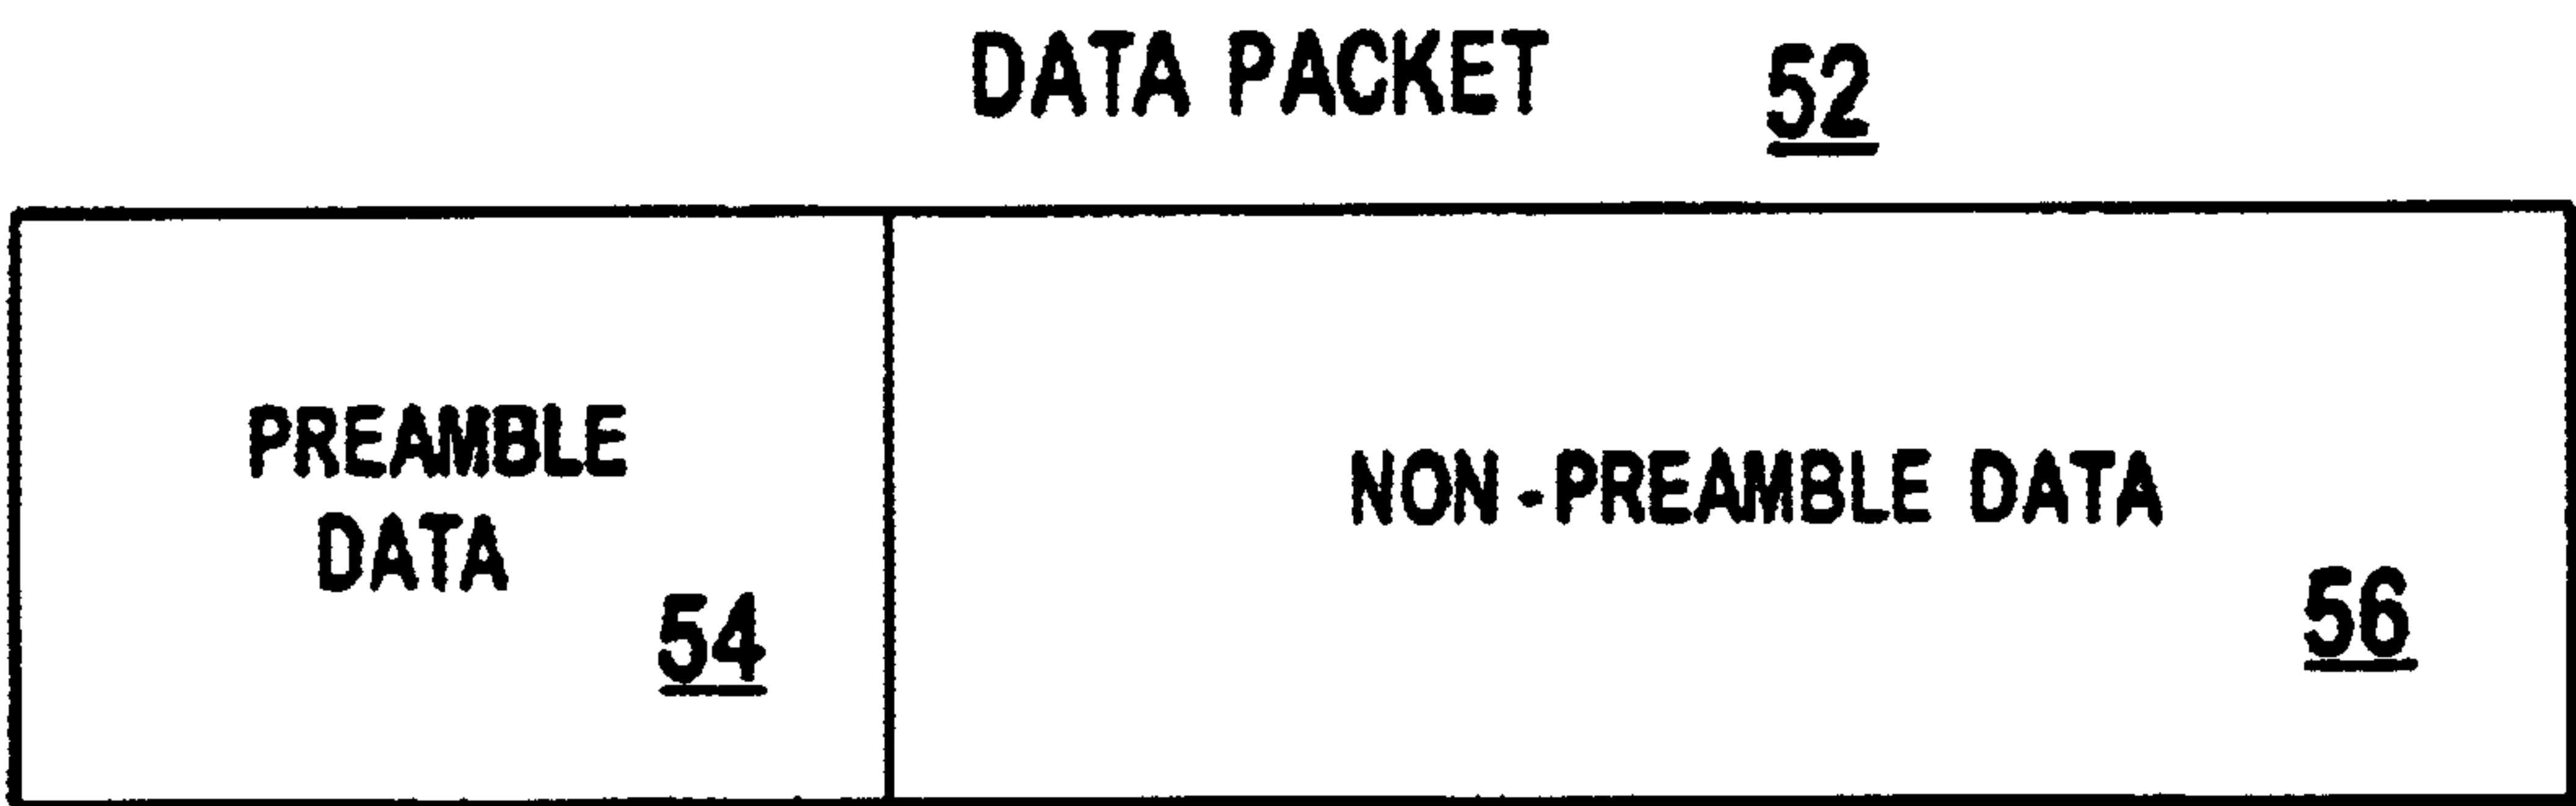 DATA PACKET 52
PREAMBLE
DATA
54
NON-PREAMBLE DATA
56